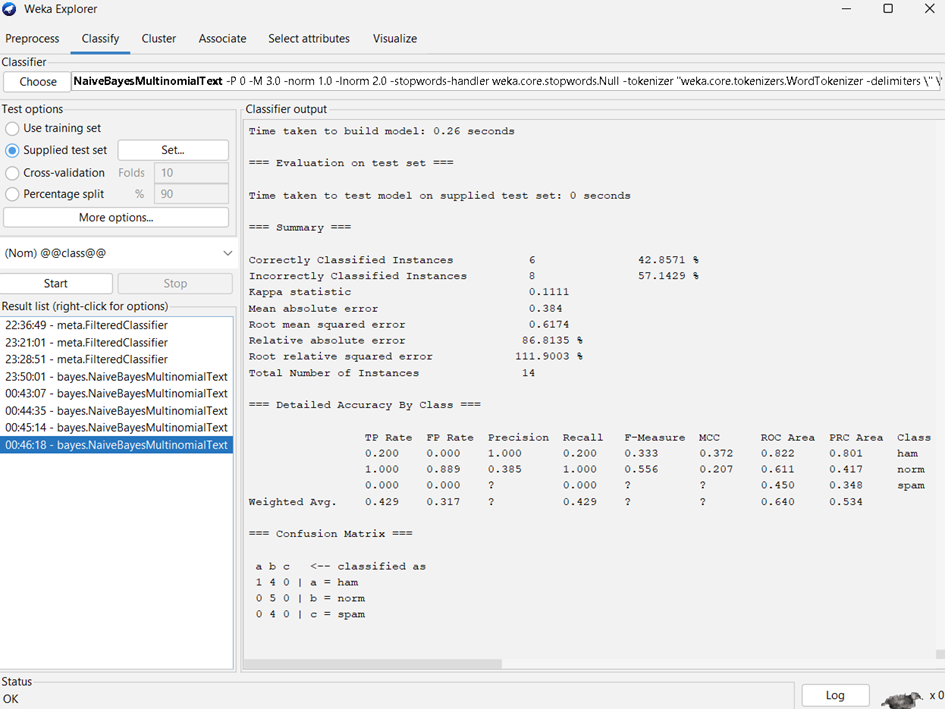 Weka Explorer
Preprocess Classify Cluster Associate Select attributes Visualize
Classifier
Choose NaiveBayesMultinomialText -P 0 -M 3.0 -norm 1.0 -lnorm 2.0 -stopwords-handler weka.core.stopwords.Null -tokenizer "weka.core.tokenizers.WordTokenizer -delimiters \" \
Test options
Use training set
Supplied test set Set...
Cross-validation Folds 10
Percentage split % 90
More options...
(Nom) @@class@@
Start Stop
Result list (right-click for options)
22:36:49 - meta.FilteredClassifier
23:21:01 - meta.FilteredClassifier
23:28:51 - meta.FilteredClassifier
23:50:01 - bayes.NaiveBayesMultinomialText
00:43:07 - bayes.NaiveBayesMultinomialText
00:44:35 - bayes.NaiveBayesMultinomialText
00:45:14 - bayes.NaiveBayesMultinomialText
00:46:18 - bayes.NaiveBayesMultinomialText
Classifier output
Time taken to build model: 0.26 seconds
=== Evaluation on test set ===
Time taken to test model on supplied test set: 0 seconds
=== Summary ===
Correctly Classified Instances 6 42.8571 %
Incorrectly Classified Instances 8 57.1429 %
Kappa statistic 0.1111
Mean absolute error 0.384
Root mean squared error 0.6174
Relative absolute error 86.8135 %
Root relative squared error 111.9003 %
Total Number of Instances 14
=== Detailed Accuracy By Class ===
TP Rate FP Rate Precision Recall F-Measure MCC ROC Area PRC Area Class
0.200 0.000 1.000 0.200 0.333 0.372 0.822 0.801 ham
1.000 0.889 0.385 1.000 0.556 0.207 0.611 0.417 norm
0.000 0.000 ? 0.000 ? ? 0.450 0.348 spam
Weighted Avg. 0.429 0.317 ? 0.429 ? ? 0.640 0.534
=== Confusion Matrix ===
a b c <-- classified as
1 4 0 | a = ham
0 5 0 | b = norm
0 4 0 | c = spam
Status
OK
Log x 0